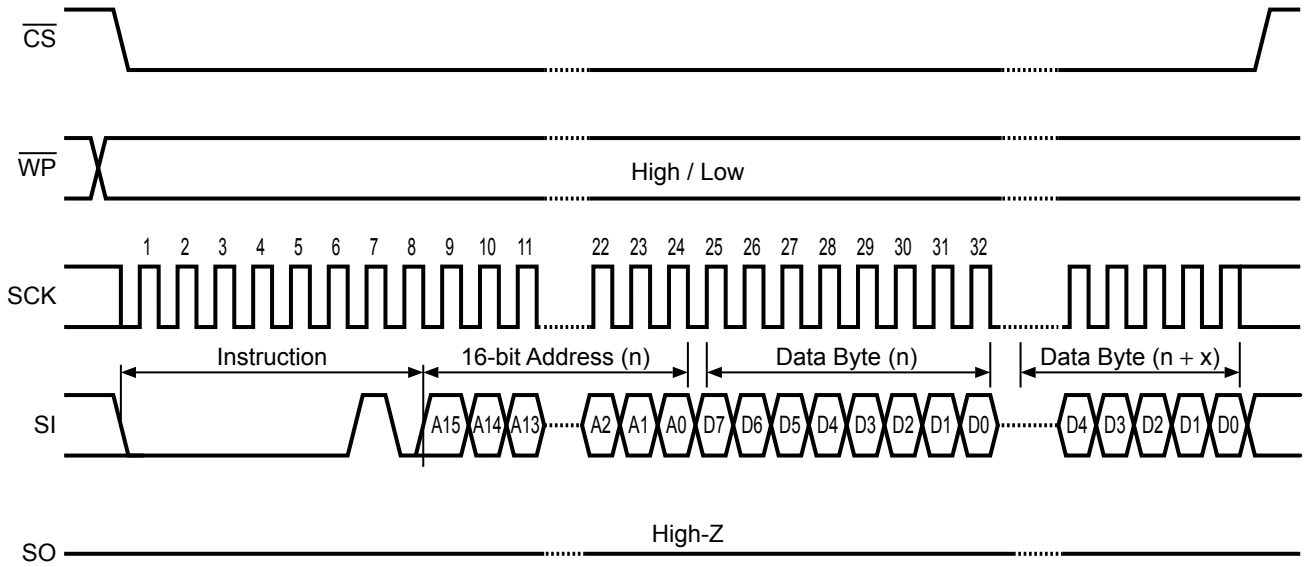 CS
WP
High / Low
1 2 3 4 5 6 7 8 9 10 11 22 23 24 25 26 27 28 29 30 31 32
SCK
Instruction 16-bit Address (n) Data Byte (n) Data Byte (n + x)
SI A15 A14 A13 A2 A1 A0 D7 D6 D5 D4 D3 D2 D1 D0 D4 D3 D2 D1 D0
High-Z
SO